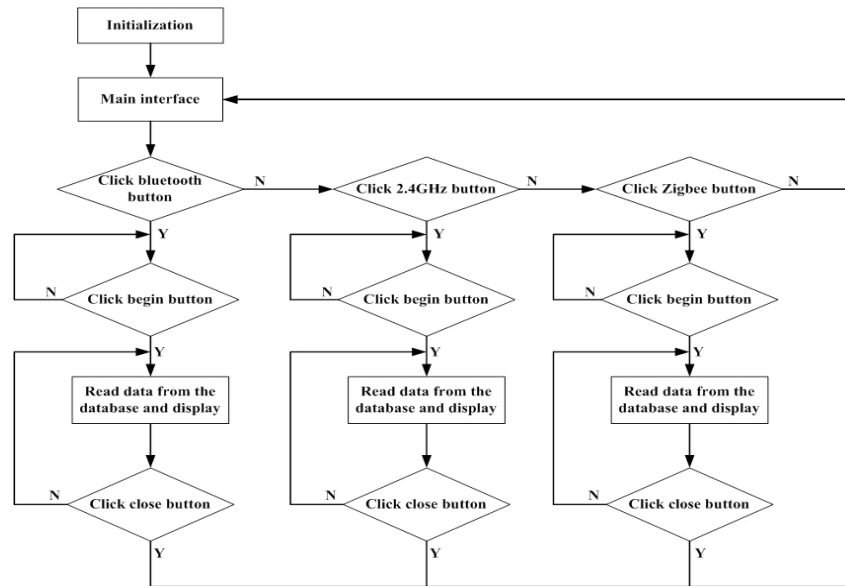 Initialization
Main interface
Click bluetooth
button
N
Click 2.4GHz button
N
Click Zigbee button
N
Y
Y
Y
Click begin button
N
Click begin button
N
Click begin button
N
Y
Y
Y
Read data from the
database and display
Read data from the
database and display
Read data from the
database and display
N
Click close button
N
Click close button
N
Click close button
Y
Y
Y